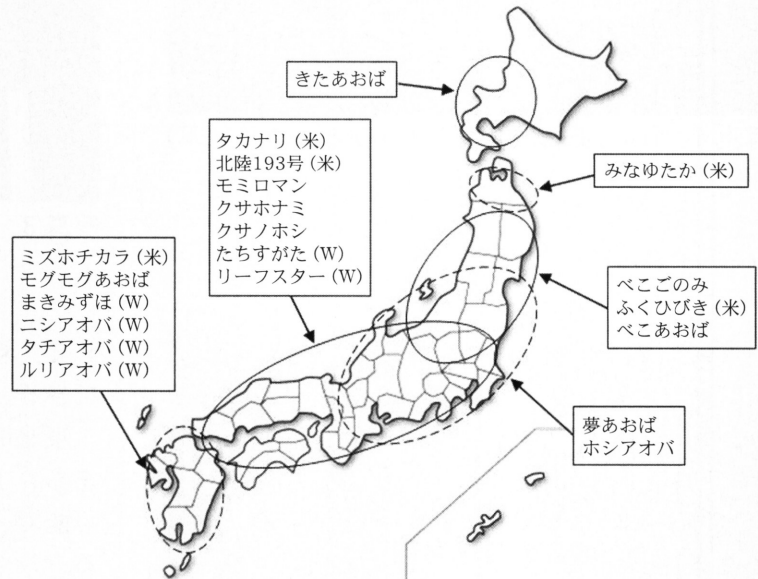 きたあおば
タカナリ（米）
北陸193号（米）
モミロマン
クサホナミ
クサノホシ
たちすがた（W）
リーフスター（W）
みなゆたか（米）
ミズホチカラ（米）
モグモグあおば
まきみずほ（W）
ニシアオバ（W）
タチアオバ（W）
ルリアオバ（W）
べこごのみ
ふくひびき（米）
べこあおば
夢あおば
ホシアオバ